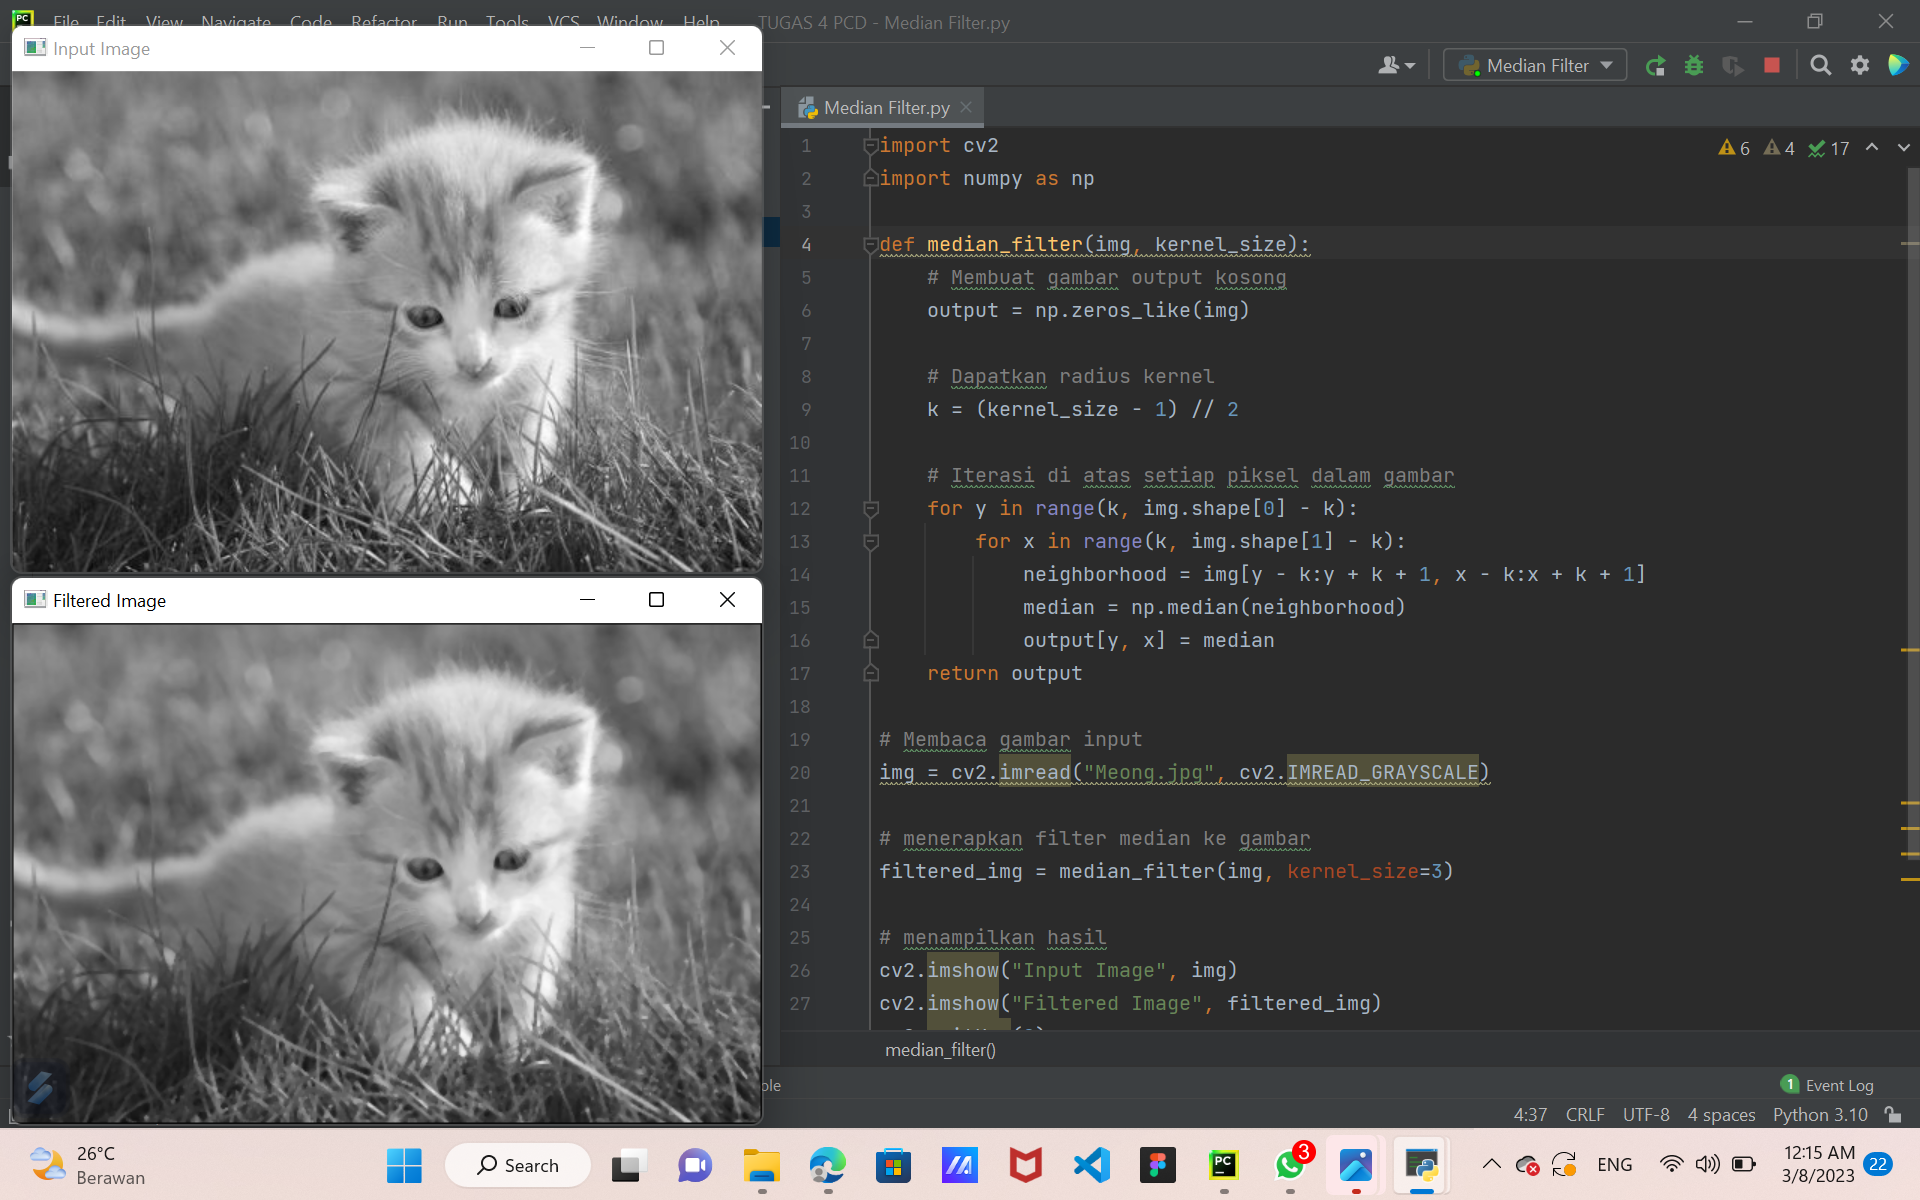 File Edit View Navigate Code Refactor Run Tools VCS Window Help TUGAS 4 PCD - Median Filter.py
Input Image
Median Filter
Median Filter.py
6 4 17
1 import cv2
2 import numpy as np
3
4 def median_filter(img, kernel_size):
5 # Membuat gambar output kosong
6 output = np.zeros_like(img)
7
8 # Dapatkan radius kernel
9 k = (kernel_size - 1) // 2
10
11 # Iterasi di atas setiap piksel dalam gambar
12 for y in range(k, img.shape[0] - k):
13 for x in range(k, img.shape[1] - k):
14 neighborhood = img[y - k:y + k + 1, x - k:x + k + 1]
15 median = np.median(neighborhood)
16 output[y, x] = median
17 return output
18
19 # Membaca gambar input
20 img = cv2.imread("Meong.jpg", cv2.IMREAD_GRAYSCALE)
21
22 # menerapkan filter median ke gambar
23 filtered_img = median_filter(img, kernel_size=3)
24
25 # menampilkan hasil
26 cv2.imshow("Input Image", img)
27 cv2.imshow("Filtered Image", filtered_img)
median_filter()
Filtered Image
ole
1 Event Log
4:37 CRLF UTF-8 4 spaces Python 3.10
26°C
Berawan
Search
PC
3
ENG
12:15 AM
3/8/2023
22